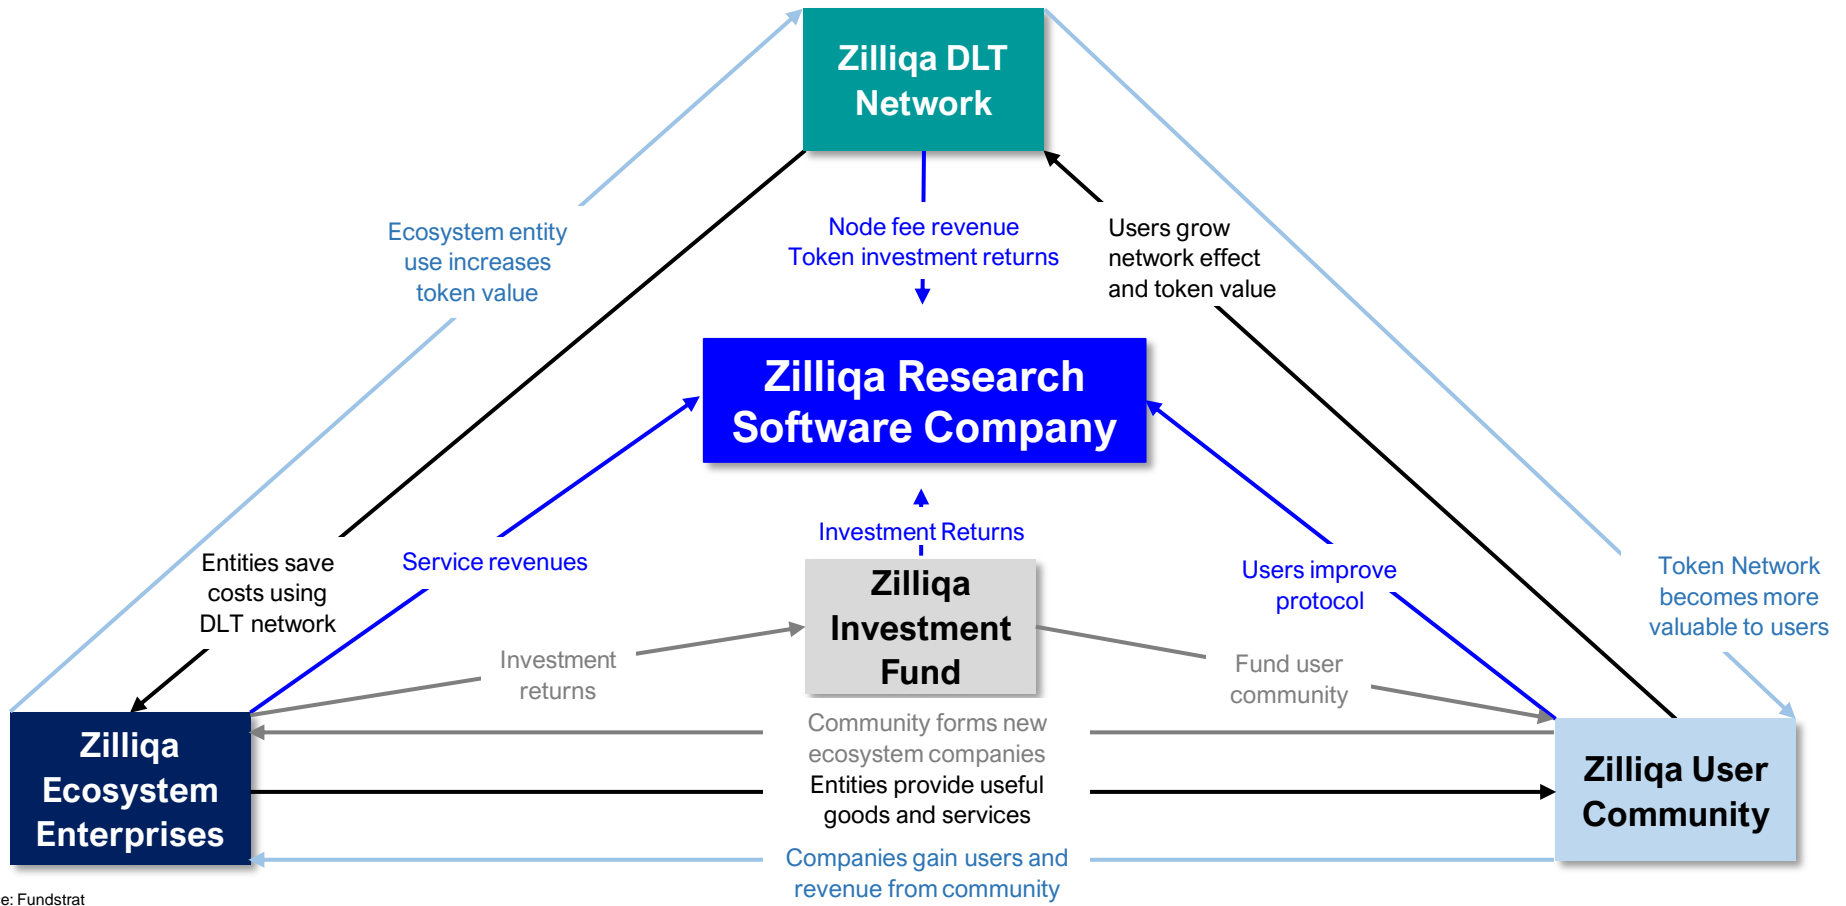 Zilliqa DLT
Network
Ecosystem entity
use increases
token value
Node fee revenue
Token investment returns
Users grow
network effect
and token value
Zilliqa Research
Software Company
Investment Returns
Entities save
costs using
DLT network
Service revenues
Zilliqa
Investment
Fund
Users improve
protocol
Token Network
becomes more
valuable to users
Investment
returns
Fund user
community
Zilliqa
Ecosystem
Enterprises
Community forms new
ecosystem companies
Entities provide useful
goods and services
Companies gain users and
revenue from community
Zilliqa User
Community
e: Fundstrat